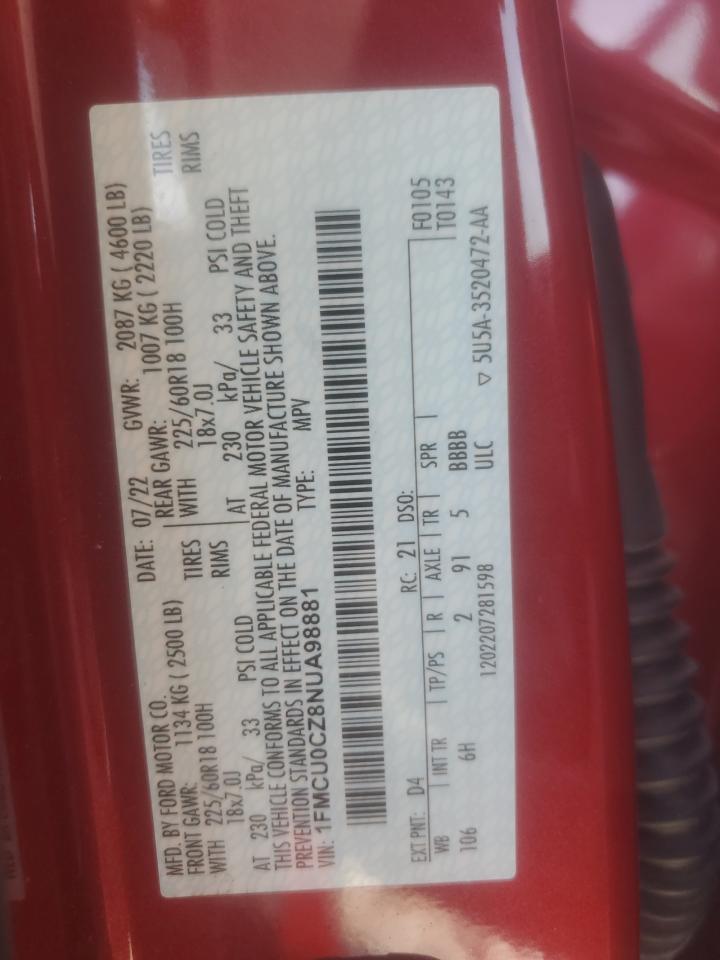 MFD. BY FORD MOTOR CO. DATE: 07/22 GVWR: 2087 KG ( 4600 LB)
FRONT GAWR: 1134 KG ( 2500 LB) REAR GAWR: 1007 KG ( 2220 LB)
WITH 225/60R18 100H TIRES WITH 225/60R18 100H TIRES
18x7.0J RIMS 18x7.0J RIMS
AT 230 kPa/ 33 PSI COLD AT 230 kPa/ 33 PSI COLD
THIS VEHICLE CONFORMS TO ALL APPLICABLE FEDERAL MOTOR VEHICLE SAFETY AND THEFT
PREVENTION STANDARDS IN EFFECT ON THE DATE OF MANUFACTURE SHOWN ABOVE.
VIN: 1FMCU0CZ8NUA98881 TYPE: MPV
EXT PNT: D4 RC: 21 DSO: F0105
WB INT TR TP/PS R AXLE TR SPR T0143
106 6H 2 91 5 BBBB
1202207281598 ULC ▽ 5U5A-3520472-AA